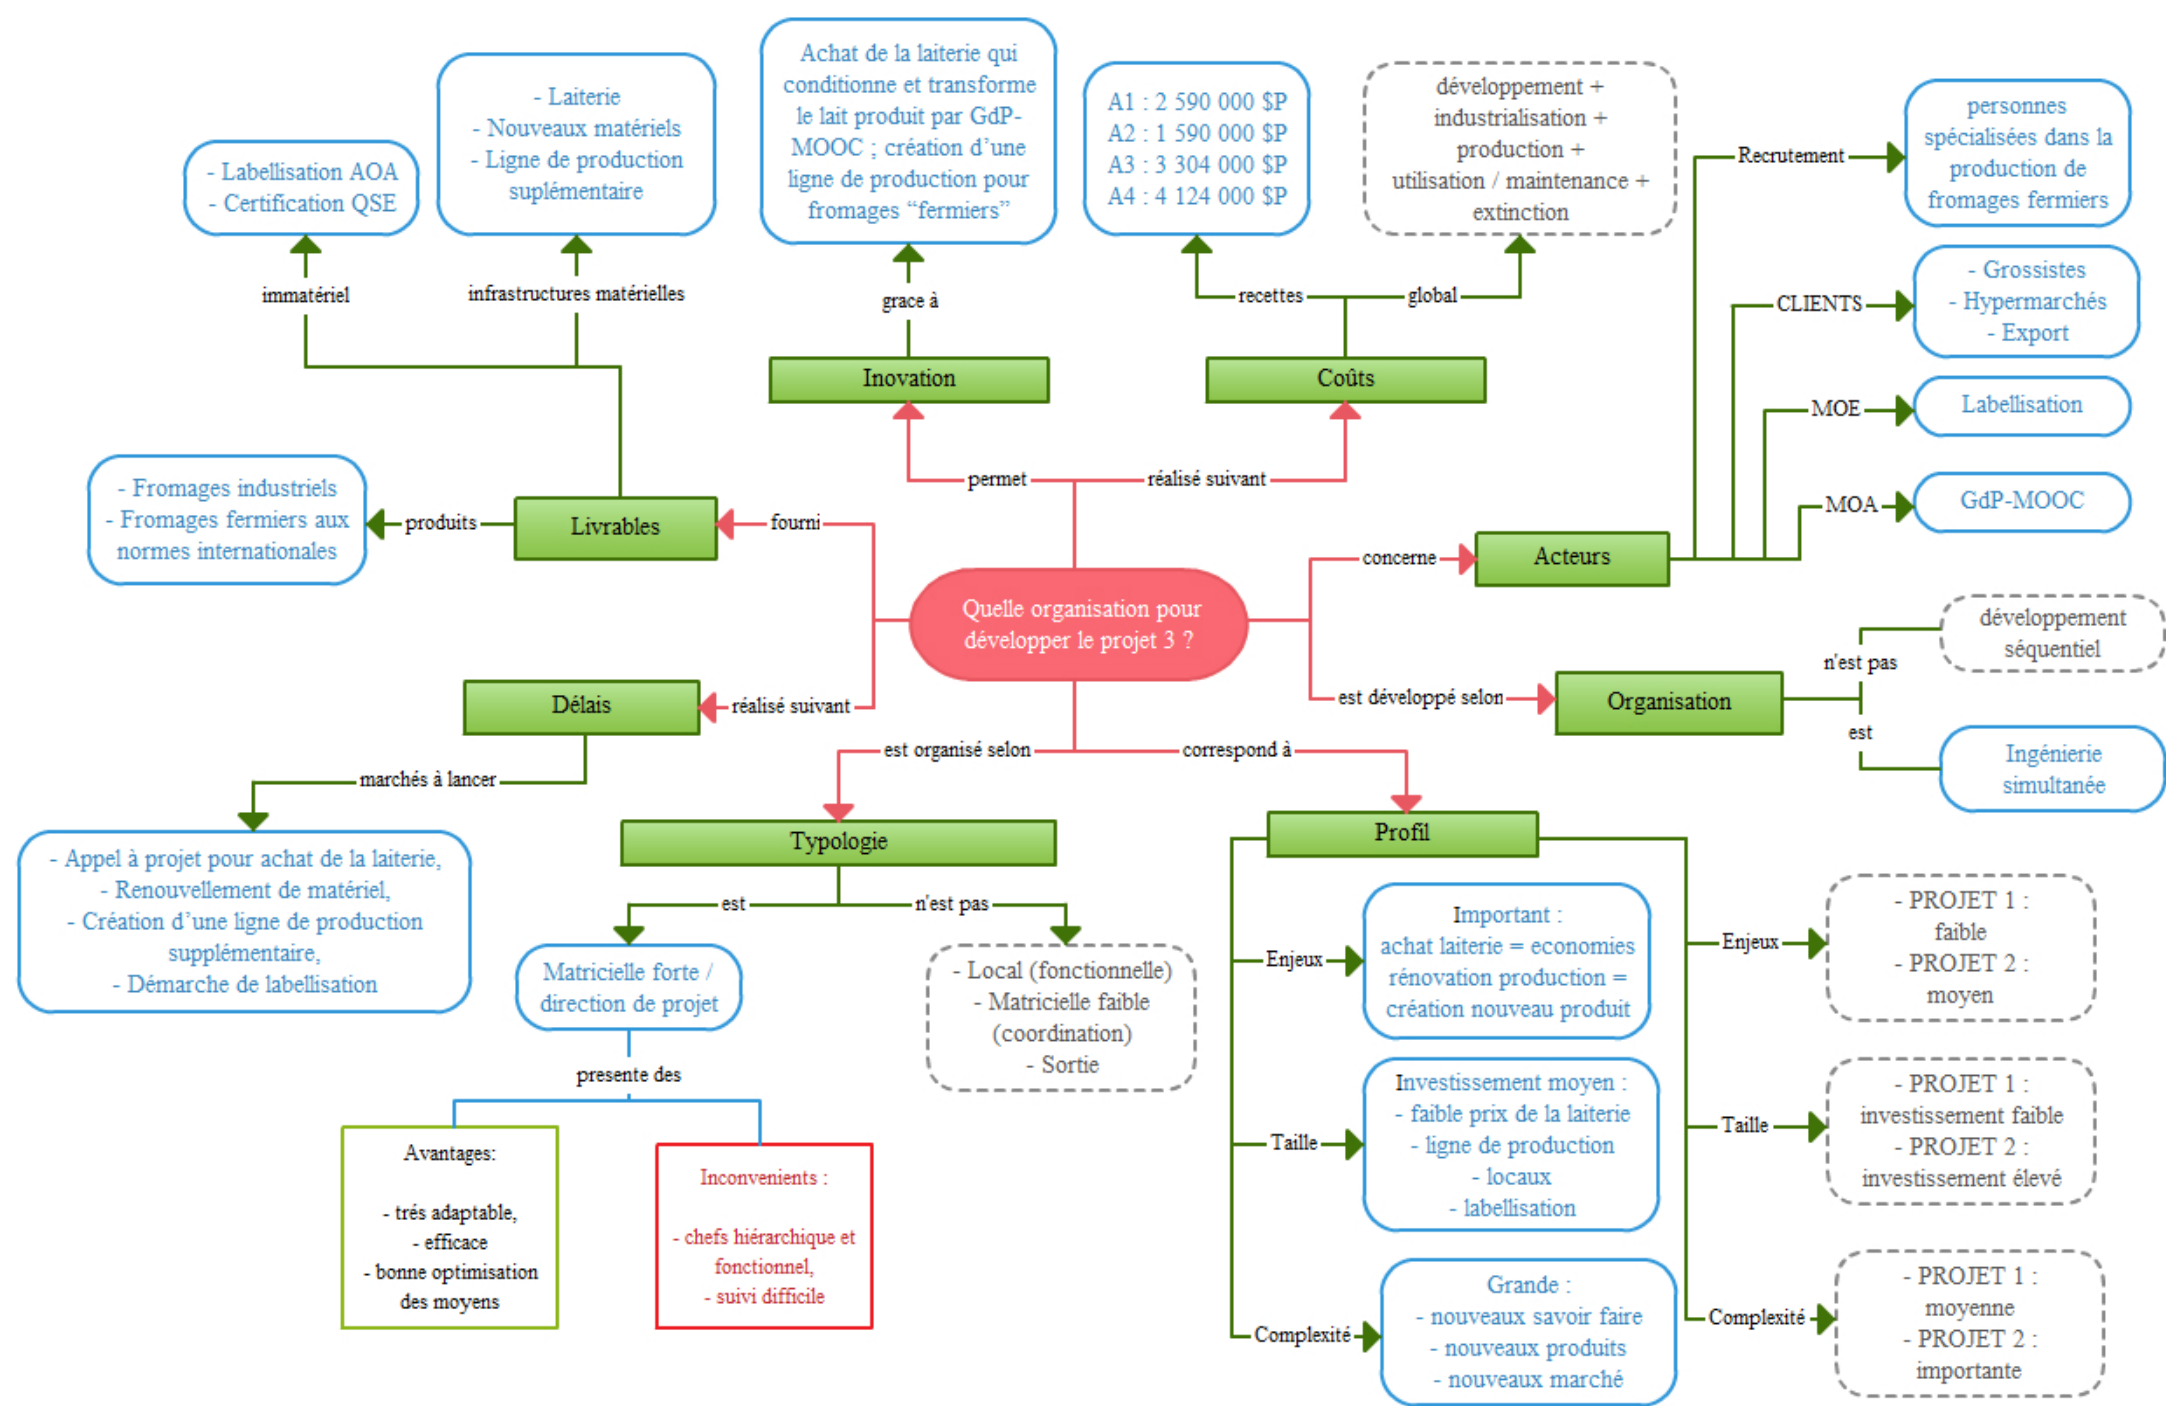 Achat de la laiterie qui
conditionne et transforme
le lait produit par GdP-
MOOC ; création d’une
ligne de production pour
fromages “fermiers”
- Laiterie
- Nouveaux matériels
- Ligne de production
suplémentaire
- Labellisation AOA
- Certification QSE
A1 : 2 590 000 $P
A2 : 1 590 000 $P
A3 : 3 304 000 $P
A4 : 4 124 000 $P
développement +
industrialisation +
production +
utilisation / maintenance +
extinction
personnes
spécialisées dans la
production de
fromages fermiers
Recrutement
immatériel
infrastructures matérielles
grace à
recettes
global
CLIENTS
- Grossistes
- Hypermarchés
- Export
Inovation
Coûts
MOE
Labellisation
MOA
GdP-MOOC
permet
réalisé suivant
- Fromages industriels
- Fromages fermiers aux
normes internationales
produits
Livrables
fourni
concerne
Acteurs
Quelle organisation pour
développer le projet 3 ?
développement
séquentiel
n'est pas
Délais
réalisé suivant
est développé selon
Organisation
est
Ingénierie
simultanée
est organisé selon
correspond à
marchés à lancer
- Appel à projet pour achat de la laiterie,
- Renouvellement de matériel,
- Création d’une ligne de production
supplémentaire,
- Démarche de labellisation
Typologie
Profil
est
n'est pas
Matricielle forte /
direction de projet
- Local (fonctionnelle)
- Matricielle faible
(coordination)
- Sortie
presente des
Avantages:
- trés adaptable,
- efficace
- bonne optimisation
des moyens
Inconvenients :
- chefs hiérarchique et
fonctionnel,
- suivi difficile
Enjeux
Important :
achat laiterie = economies
rénovation production =
création nouveau produit
Enjeux
- PROJET 1 :
faible
- PROJET 2 :
moyen
Taille
Investissement moyen :
- faible prix de la laiterie
- ligne de production
- locaux
- labellisation
Taille
- PROJET 1 :
investissement faible
- PROJET 2 :
investissement élevé
Complexité
Grande :
- nouveaux savoir faire
- nouveaux produits
- nouveaux marché
Complexité
- PROJET 1 :
moyenne
- PROJET 2 :
importante